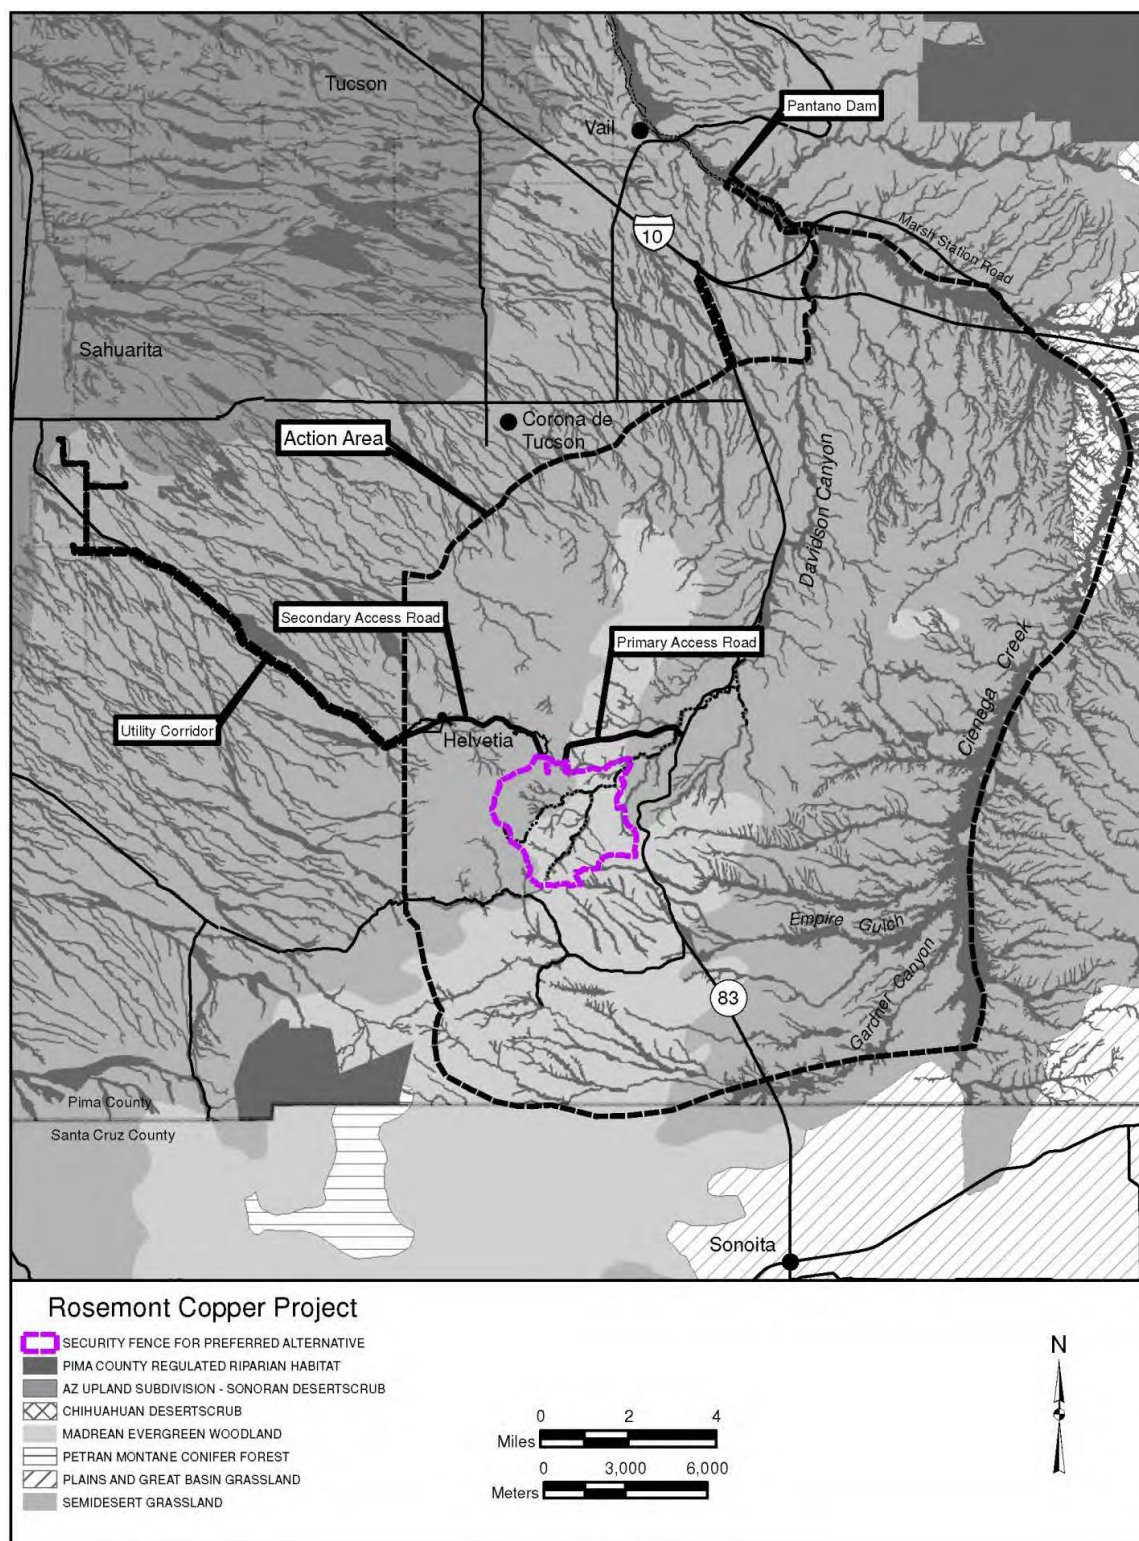 Tucson
Pantano Dam
Vail
10
Marsh Station Road
Sahuarita
Corona de
Tucson
Action Area
Davidson Canyon
Secondary Access Road
Primary Access Road
Cienega Creek
Utility Corridor
Helvetia
Empire Gulch
Gardner Canyon
83
Pima County
Santa Cruz County
Sonoita
Rosemont Copper Project
SECURITY FENCE FOR PREFERRED ALTERNATIVE
PIMA COUNTY REGULATED RIPARIAN HABITAT
AZ UPLAND SUBDIVISION - SONORAN DESERTSCRUB
CHIHUAHUAN DESERTSCRUB
MADREAN EVERGREEN WOODLAND
PETRAN MONTANE CONIFER FOREST
PLAINS AND GREAT BASIN GRASSLAND
SEMIDESERT GRASSLAND
0 2 4
Miles
0 3,000 6,000
Meters
N